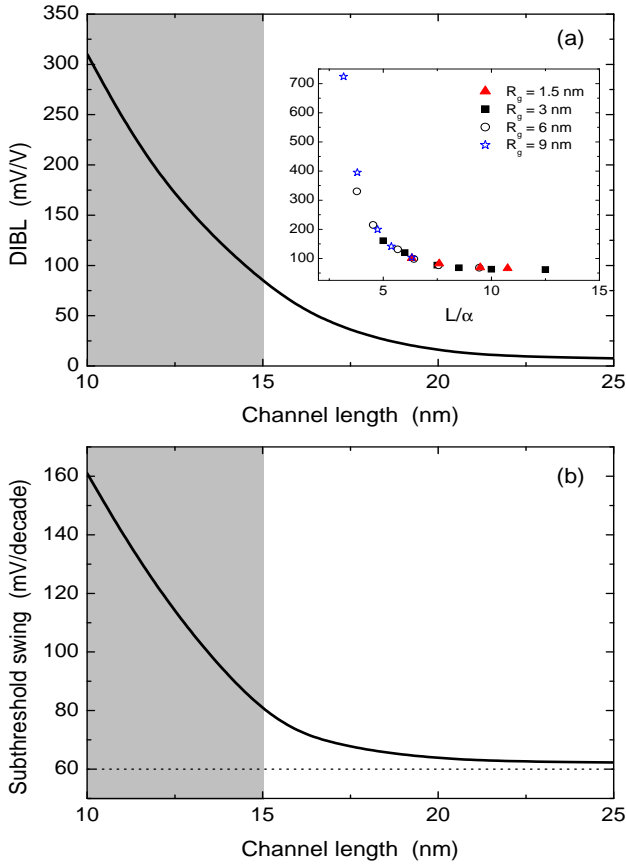 350
300
250
200
150
100
50
0
DIBL (mV/V)
(a)
700
600
500
400
300
200
100
R_g = 1.5 nm
R_g = 3 nm
R_g = 6 nm
R_g = 9 nm
5 10 15
L/α
10 15 20 25
Channel length (nm)
160
140
120
100
80
60
Subthreshold swing (mV/decade)
(b)
10 15 20 25
Channel length (nm)